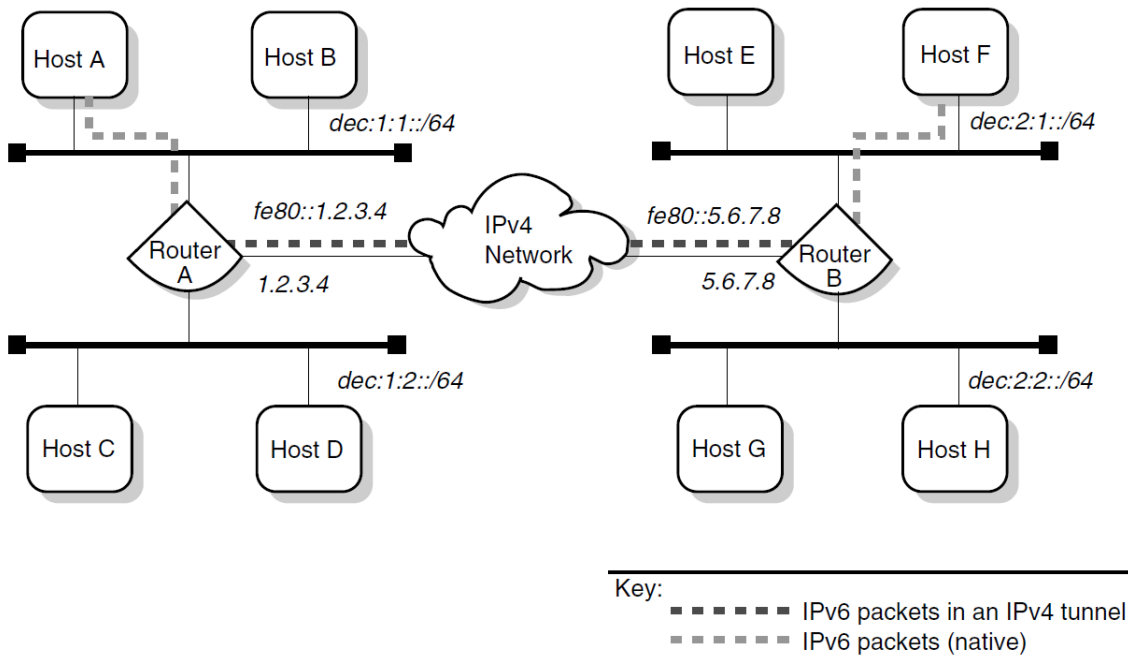 Host A
Host B
Host E
Host F
dec:1:1::/64
dec:2:1::/64
fe80::1.2.3.4
IPv4
Network
fe80::5.6.7.8
Router
A
Router
B
1.2.3.4
5.6.7.8
dec:1:2::/64
dec:2:2::/64
Host C
Host D
Host G
Host H
Key:
IPv6 packets in an IPv4 tunnel
IPv6 packets (native)